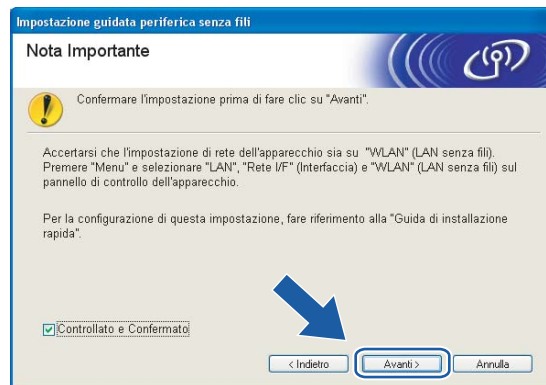 Impostazione guidata periferica senza fili
Nota Importante
Confermare l'impostazione prima di fare clic su "Avanti".
Accertarsi che l'impostazione di rete dell'apparecchio sia su "WLAN" (LAN senza fili).
Premere "Menu" e selezionare "LAN", "Rete I/F" (Interfaccia) e "WLAN" (LAN senza fili) sul
pannello di controllo dell'apparecchio.
Per la configurazione di questa impostazione, fare riferimento alla "Guida di installazione
rapida".
Controllato e Confermato
< Indietro
Avanti >
Annulla